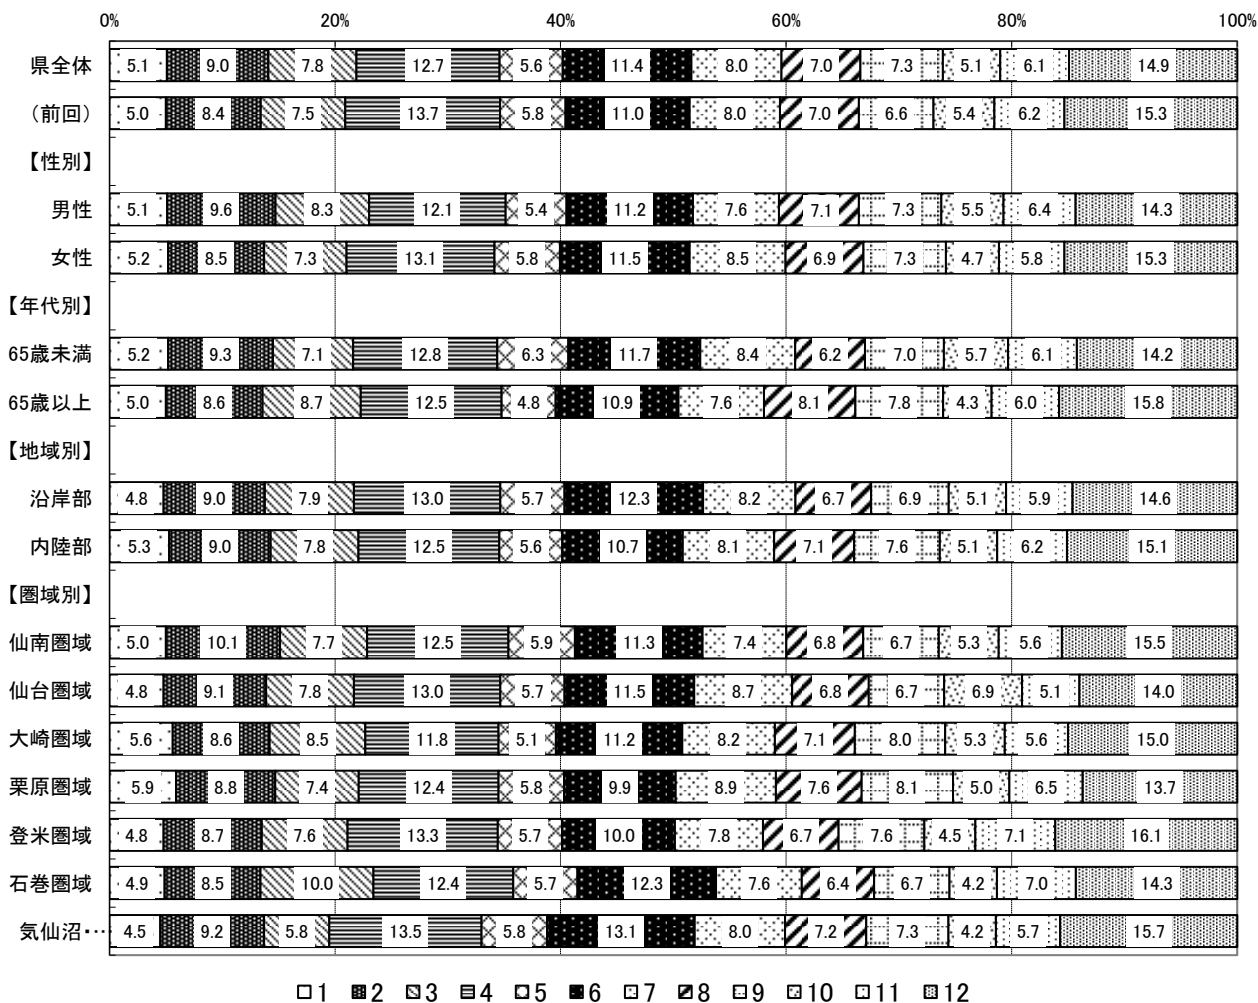 0% 20% 40% 60% 80% 100%
県全体 5.1 9.0 7.8 12.7 5.6 11.4 8.0 7.0 7.3 5.1 6.1 14.9
(前回) 5.0 8.4 7.5 13.7 5.8 11.0 8.0 7.0 6.6 5.4 6.2 15.3
【性別】
男性 5.1 9.6 8.3 12.1 5.4 11.2 7.6 7.1 7.3 5.5 6.4 14.3
女性 5.2 8.5 7.3 13.1 5.8 11.5 8.5 6.9 7.3 4.7 5.8 15.3
【年代別】
65歳未満 5.2 9.3 7.1 12.8 6.3 11.7 8.4 6.2 7.0 5.7 6.1 14.2
65歳以上 5.0 8.6 8.7 12.5 4.8 10.9 7.6 8.1 7.8 4.3 6.0 15.8
【地域別】
沿岸部 4.8 9.0 7.9 13.0 5.7 12.3 8.2 6.7 6.9 5.1 5.9 14.6
内陸部 5.3 9.0 7.8 12.5 5.6 10.7 8.1 7.1 7.6 5.1 6.2 15.1
【圏域別】
仙南圏域 5.0 10.1 7.7 12.5 5.9 11.3 7.4 6.8 6.7 5.3 5.6 15.5
仙台圏域 4.8 9.1 7.8 13.0 5.7 11.5 8.7 6.8 6.7 6.9 5.1 14.0
大崎圏域 5.6 8.6 8.5 11.8 5.1 11.2 8.2 7.1 8.0 5.3 5.6 15.0
栗原圏域 5.9 8.8 7.4 12.4 5.8 9.9 8.9 7.6 8.1 5.0 6.5 13.7
登米圏域 4.8 8.7 7.6 13.3 5.7 10.0 7.8 6.7 7.6 4.5 7.1 16.1
石巻圏域 4.9 8.5 10.0 12.4 5.7 12.3 7.6 6.4 6.7 4.2 7.0 14.3
気仙沼… 4.5 9.2 5.8 13.5 5.8 13.1 8.0 7.2 7.3 4.2 5.7 15.7
1 2 3 4 5 6 7 8 9 10 11 12